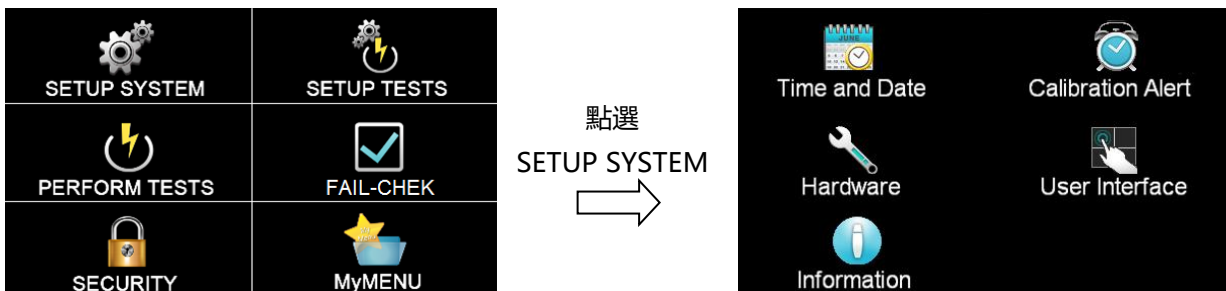 SETUP SYSTEM
SETUP TESTS
PERFORM TESTS
FAIL-CHEK
SECURITY
MyMENU
點選
SETUP SYSTEM
JUNE
Time and Date
Calibration Alert
Hardware
User Interface
Information